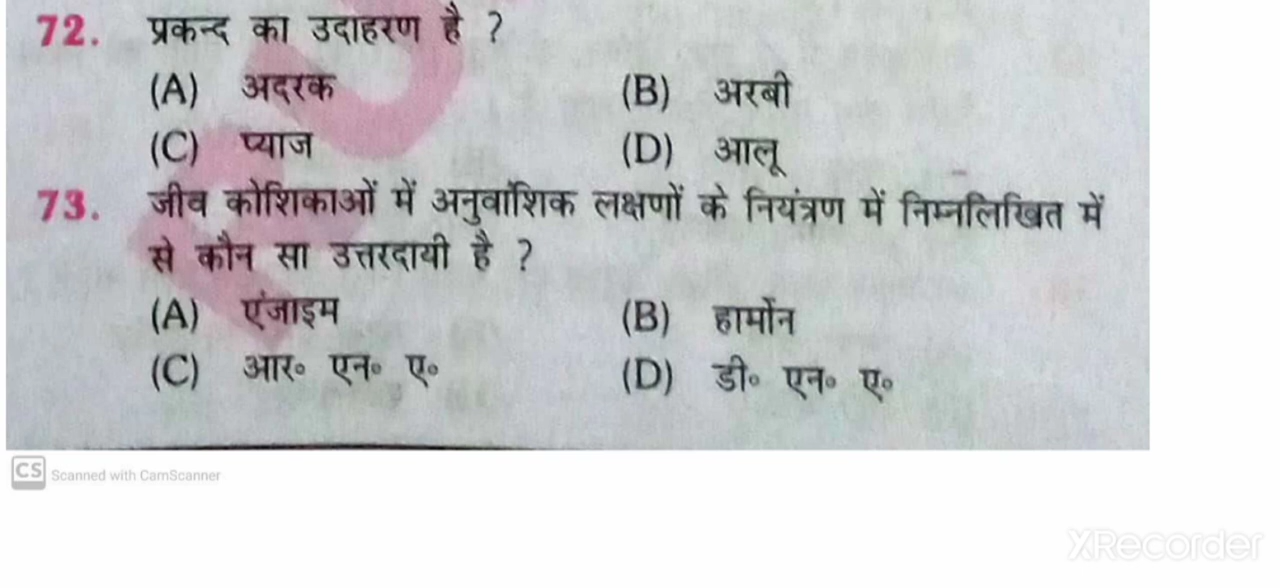 72. प्रकन्द का उदाहरण है ?
(A) अदरक (B) अरबी
(C) प्याज (D) आलू
73. जीव कोशिकाओं में अनुवांशिक लक्षणों के नियंत्रण में निम्नलिखित में
से कौन सा उत्तरदायी है ?
(A) एंजाइम (B) हार्मोन
(C) आर॰ एन॰ ए॰ (D) डी॰ एन॰ ए॰
CS Scanned with CamScanner
XRecorder